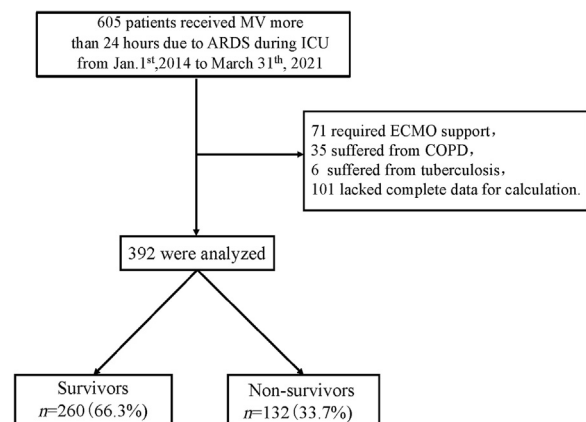 605 patients received MV more
than 24 hours due to ARDS during ICU
from Jan.1st,2014 to March 31th, 2021
71 required ECMO support，
35 suffered from COPD，
6 suffered from tuberculosis，
101 lacked complete data for calculation.
392 were analyzed
Survivors
n=260（66.3%）
Non-survivors
n=132（33.7%）